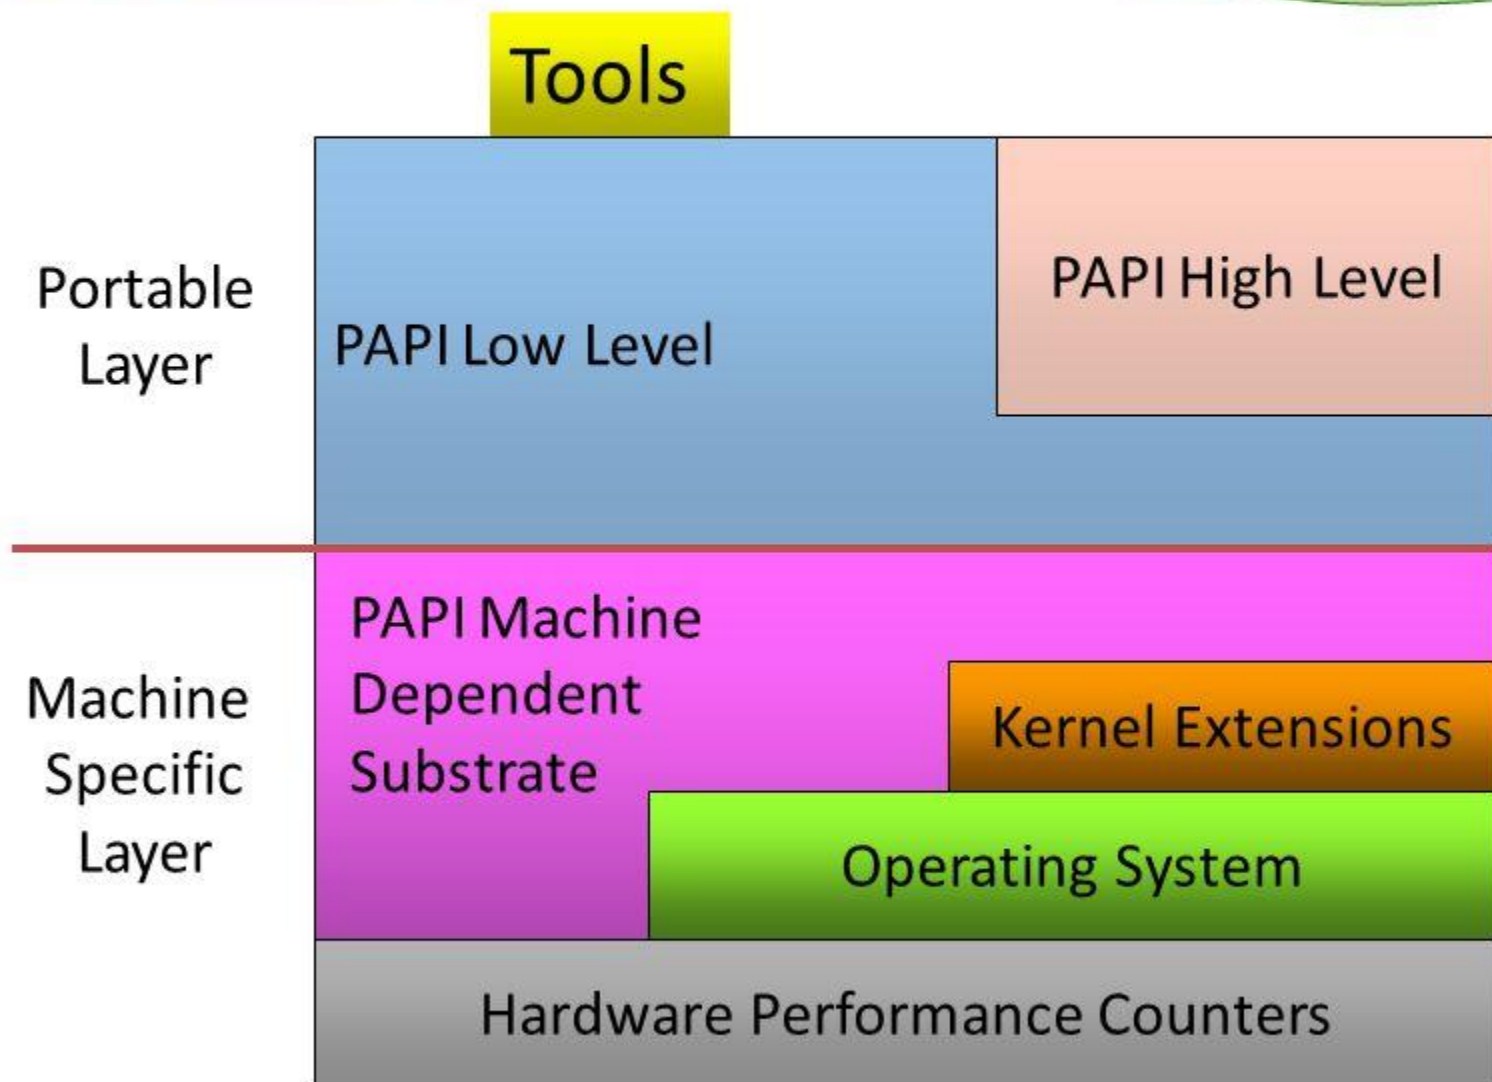 Tools
Portable
Layer
PAPI Low Level
PAPI High Level
Machine
Specific
Layer
PAPI Machine
Dependent
Substrate
Kernel Extensions
Operating System
Hardware Performance Counters